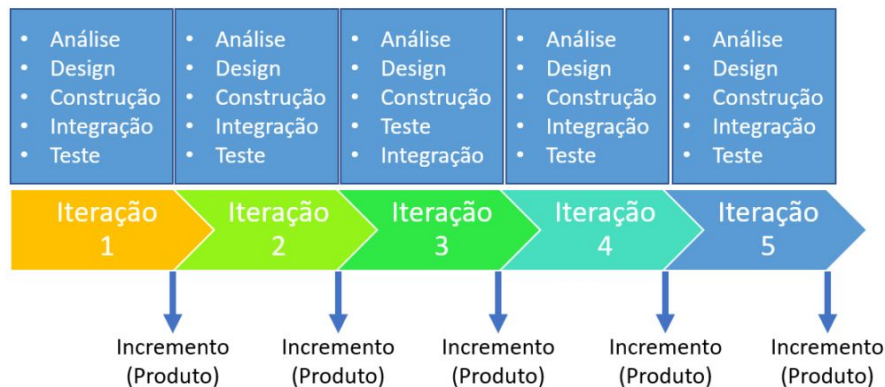 • Análise
• Design
• Construção
• Integração
• Teste
• Análise
• Design
• Construção
• Integração
• Teste
• Análise
• Design
• Construção
• Teste
• Integração
• Análise
• Design
• Construção
• Integração
• Teste
• Análise
• Design
• Construção
• Integração
• Teste
Iteração
1
Iteração
2
Iteração
3
Iteração
4
Iteração
5
Incremento
(Produto)
Incremento
(Produto)
Incremento
(Produto)
Incremento
(Produto)
Incremento
(Produto)